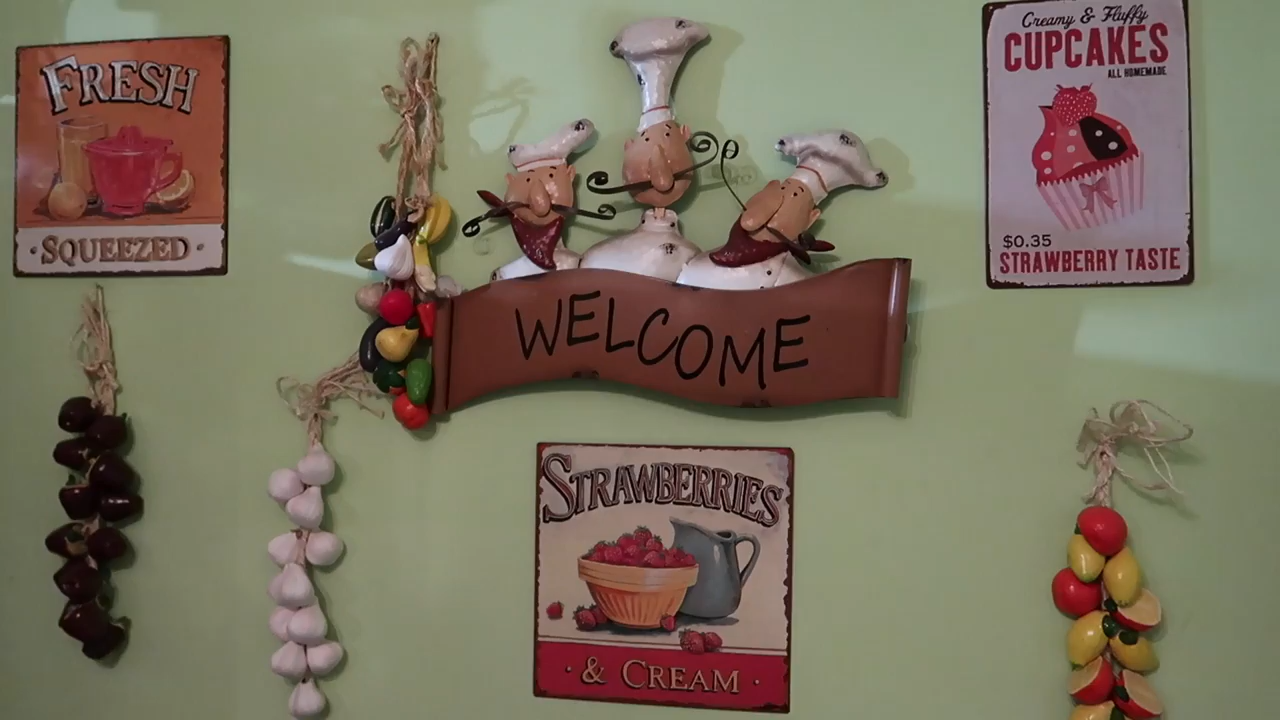 FRESH
· SQUEEZED ·
WELCOME
Creamy & Fluffy
CUPCAKES
ALL HOMEMADE
$0.35
STRAWBERRY TASTE
STRAWBERRIES
· & CREAM ·